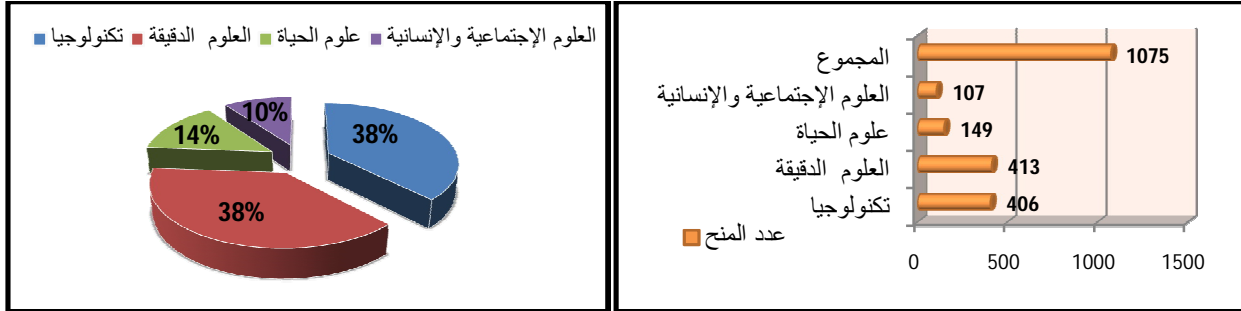 تكنولوجيا العلوم الدقيقة علوم الحياة العلوم الإجتماعية والإنسانية
10%
14%
38%
38%
المجموع 1075
العلوم الإجتماعية والإنسانية 107
علوم الحياة 149
العلوم الدقيقة 413
تكنولوجيا 406
عدد المنح
0 500 1000 1500